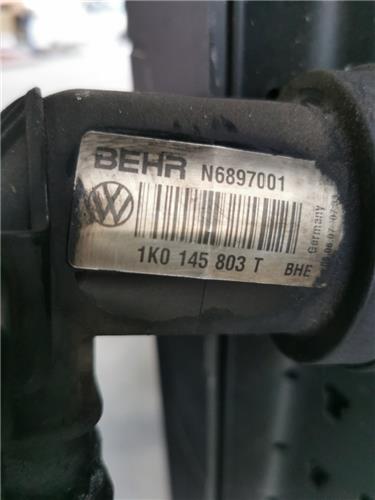 BEHR N6897001
1K0 145 803 T BHE
Germany